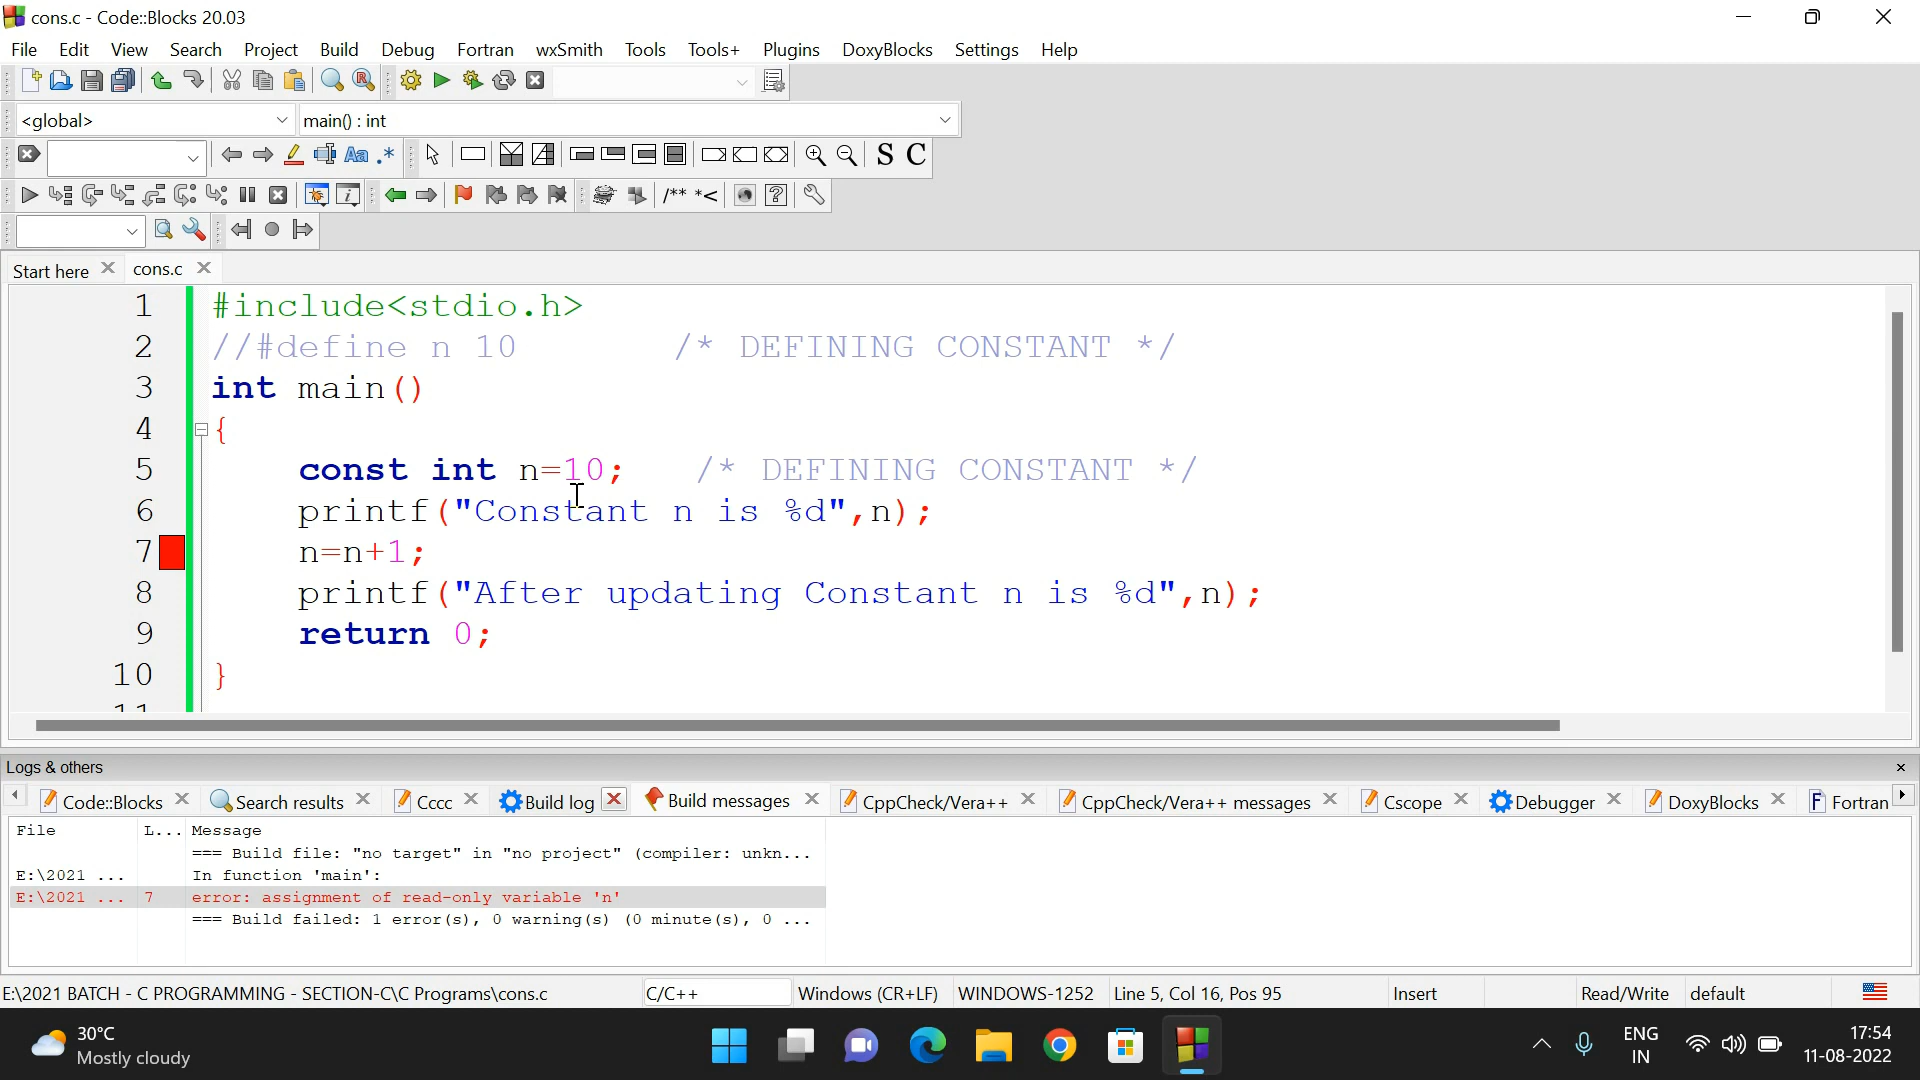 cons.c - Code::Blocks 20.03
File Edit View Search Project Build Debug Fortran wxSmith Tools Tools+ Plugins DoxyBlocks Settings Help
<global> main() : int
Aa .* S C
/** *<
Start here cons.c
1 #include<stdio.h>
2 //#define n 10 /* DEFINING CONSTANT */
3 int main()
4 {
5 const int n=10; /* DEFINING CONSTANT */
6 printf("Constant n is %d",n);
7 n=n+1;
8 printf("After updating Constant n is %d",n);
9 return 0;
10 }
11
Logs & others
Code::Blocks Search results Cccc Build log Build messages CppCheck/Vera++ CppCheck/Vera++ messages Cscope Debugger DoxyBlocks Fortran
File L... Message
=== Build file: "no target" in "no project" (compiler: unkn...
E:\2021 ... In function 'main':
E:\2021 ... 7 error: assignment of read-only variable 'n'
=== Build failed: 1 error(s), 0 warning(s) (0 minute(s), 0 ...
E:\2021 BATCH - C PROGRAMMING - SECTION-C\C Programs\cons.c C/C++ Windows (CR+LF) WINDOWS-1252 Line 5, Col 16, Pos 95 Insert Read/Write default
30°C ENG 17:54
Mostly cloudy IN 11-08-2022